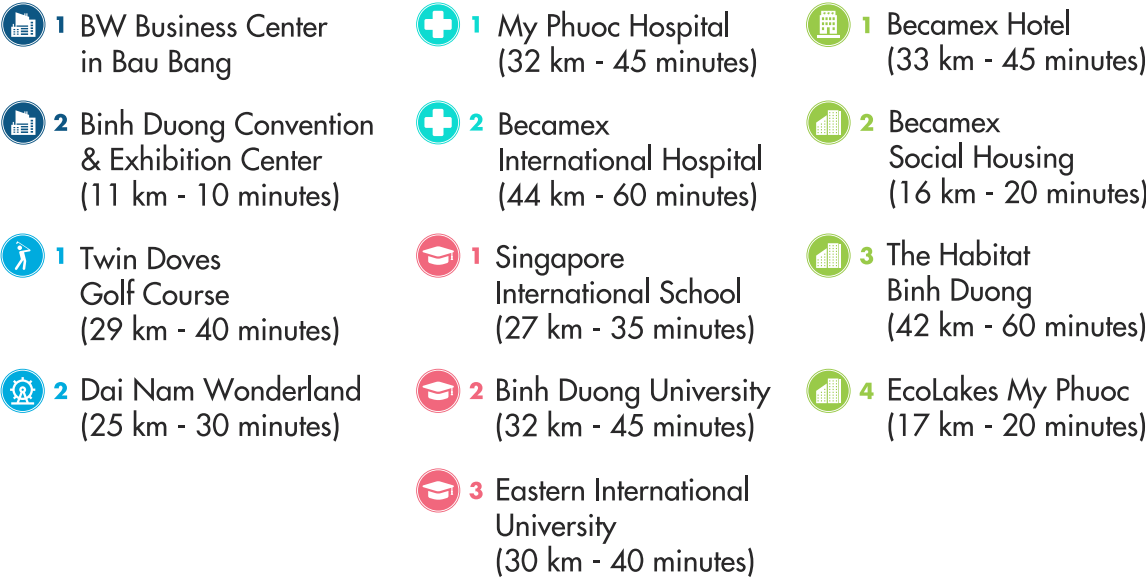 1 BW Business Center
in Bau Bang
2 Binh Duong Convention
& Exhibition Center
(11 km - 10 minutes)
1 Twin Doves
Golf Course
(29 km - 40 minutes)
2 Dai Nam Wonderland
(25 km - 30 minutes)
1 My Phuoc Hospital
(32 km - 45 minutes)
2 Becamex
International Hospital
(44 km - 60 minutes)
1 Singapore
International School
(27 km - 35 minutes)
2 Binh Duong University
(32 km - 45 minutes)
3 Eastern International
University
(30 km - 40 minutes)
1 Becamex Hotel
(33 km - 45 minutes)
2 Becamex
Social Housing
(16 km - 20 minutes)
3 The Habitat
Binh Duong
(42 km - 60 minutes)
4 EcoLakes My Phuoc
(17 km - 20 minutes)